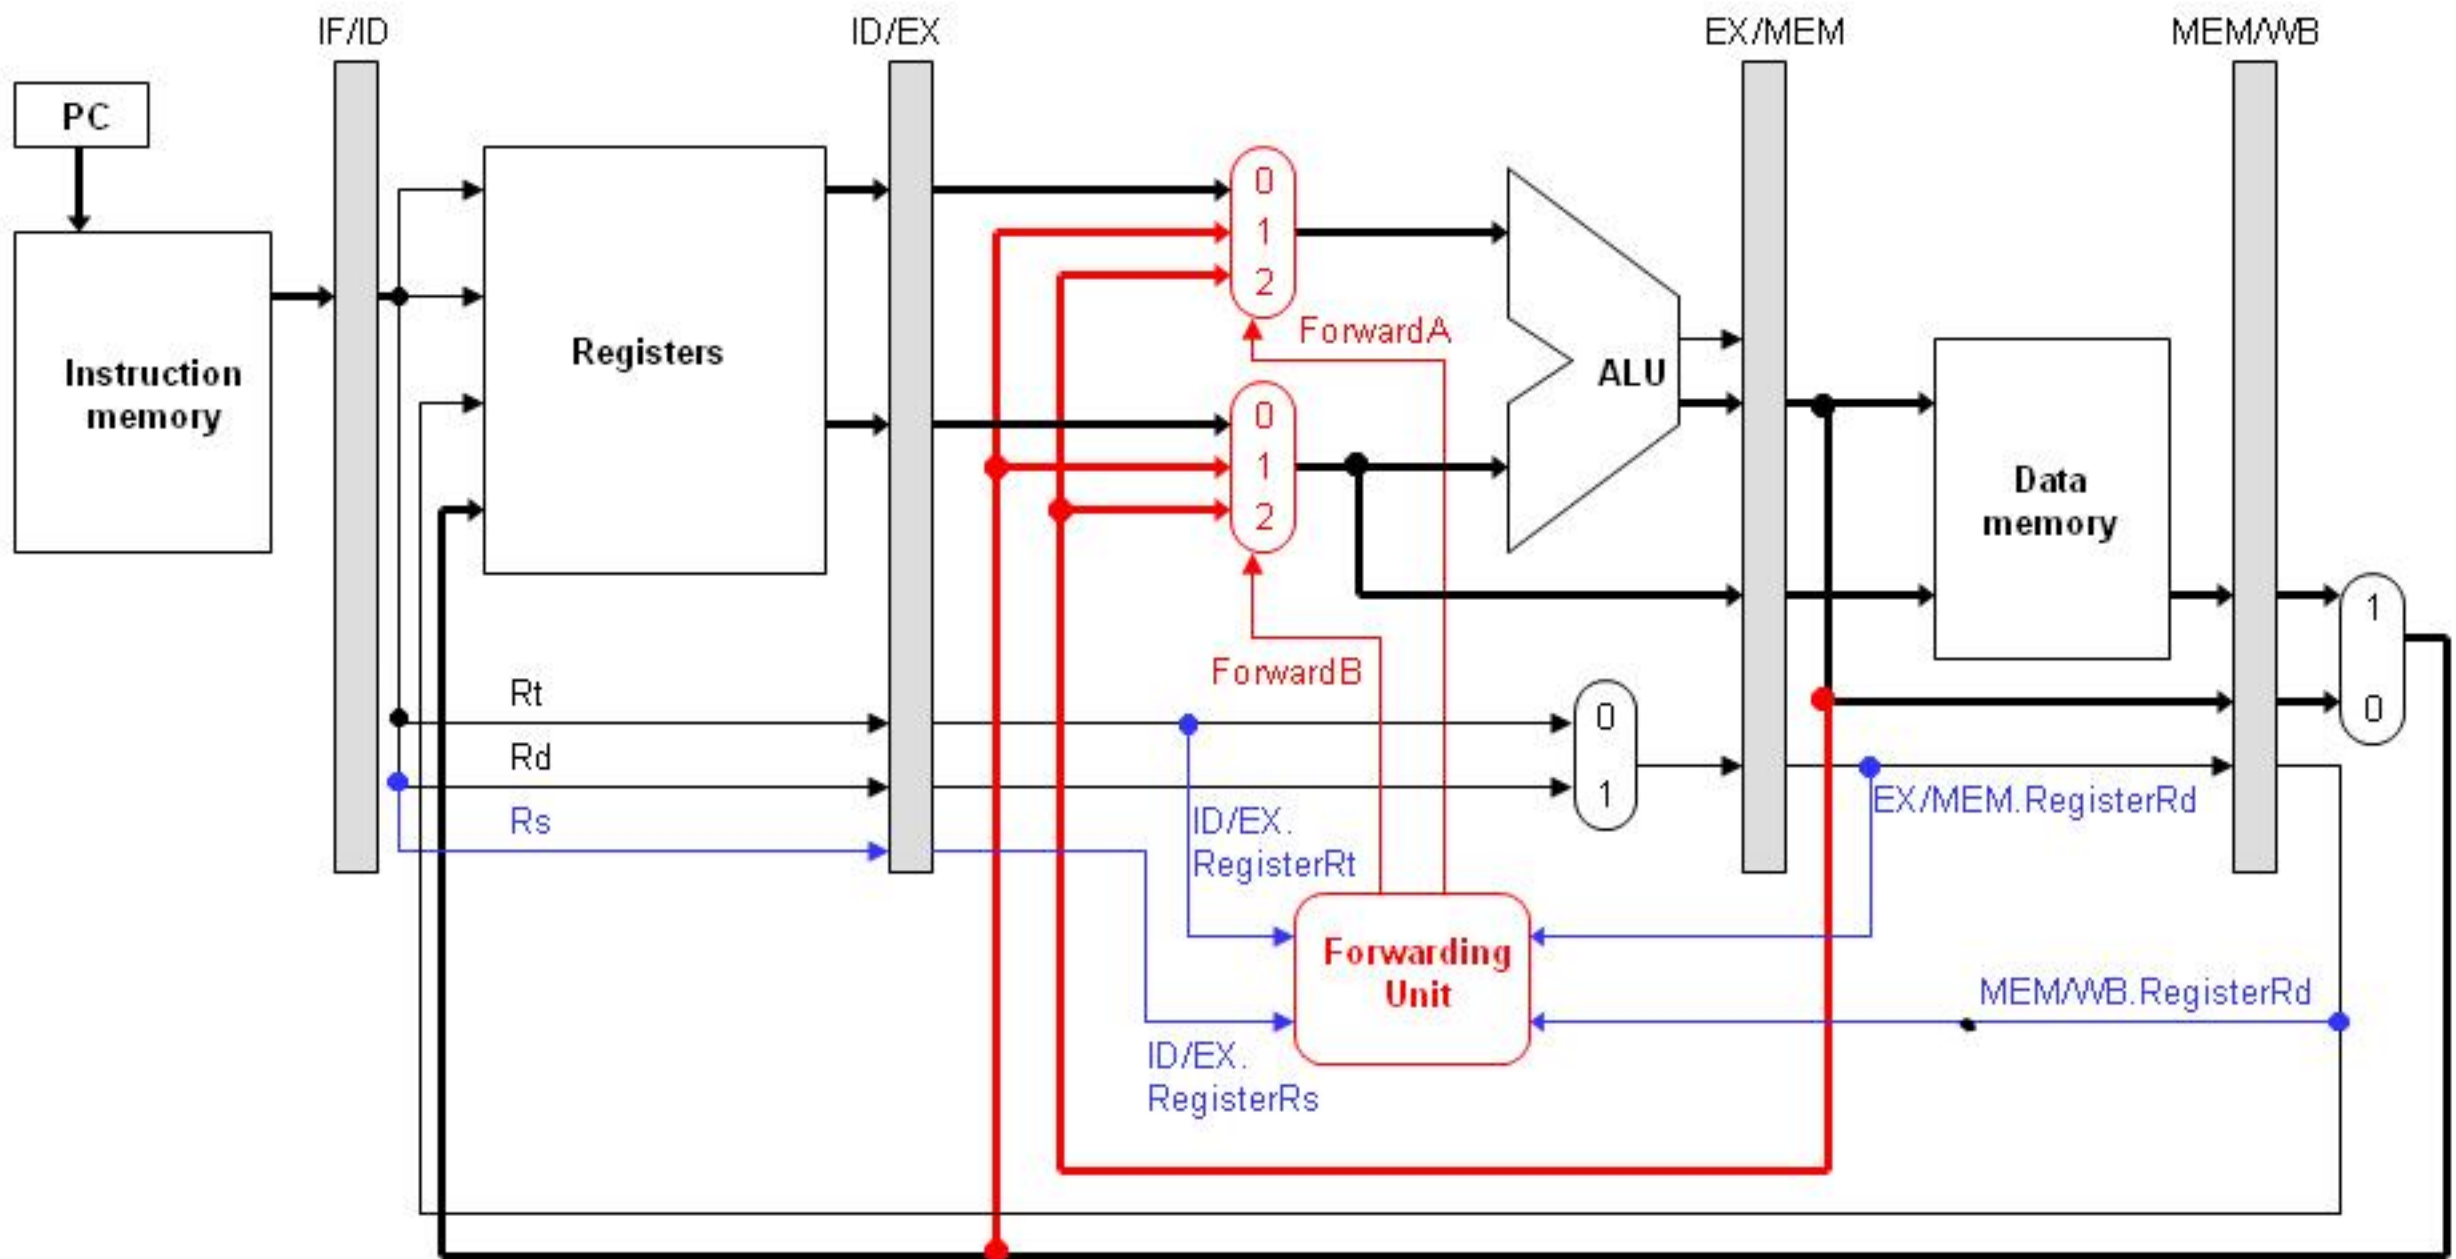 IF/ID
ID/EX
EX/MEM
MEM/WB
PC
Instruction
memory
Registers
0
1
2
ForwardA
0
1
2
ForwardB
ALU
Data
memory
1
0
Rt
Rd
Rs
0
1
ID/EX.
RegisterRt
EX/MEM.RegisterRd
Forwarding
Unit
MEM/WB.RegisterRd
ID/EX.
RegisterRs